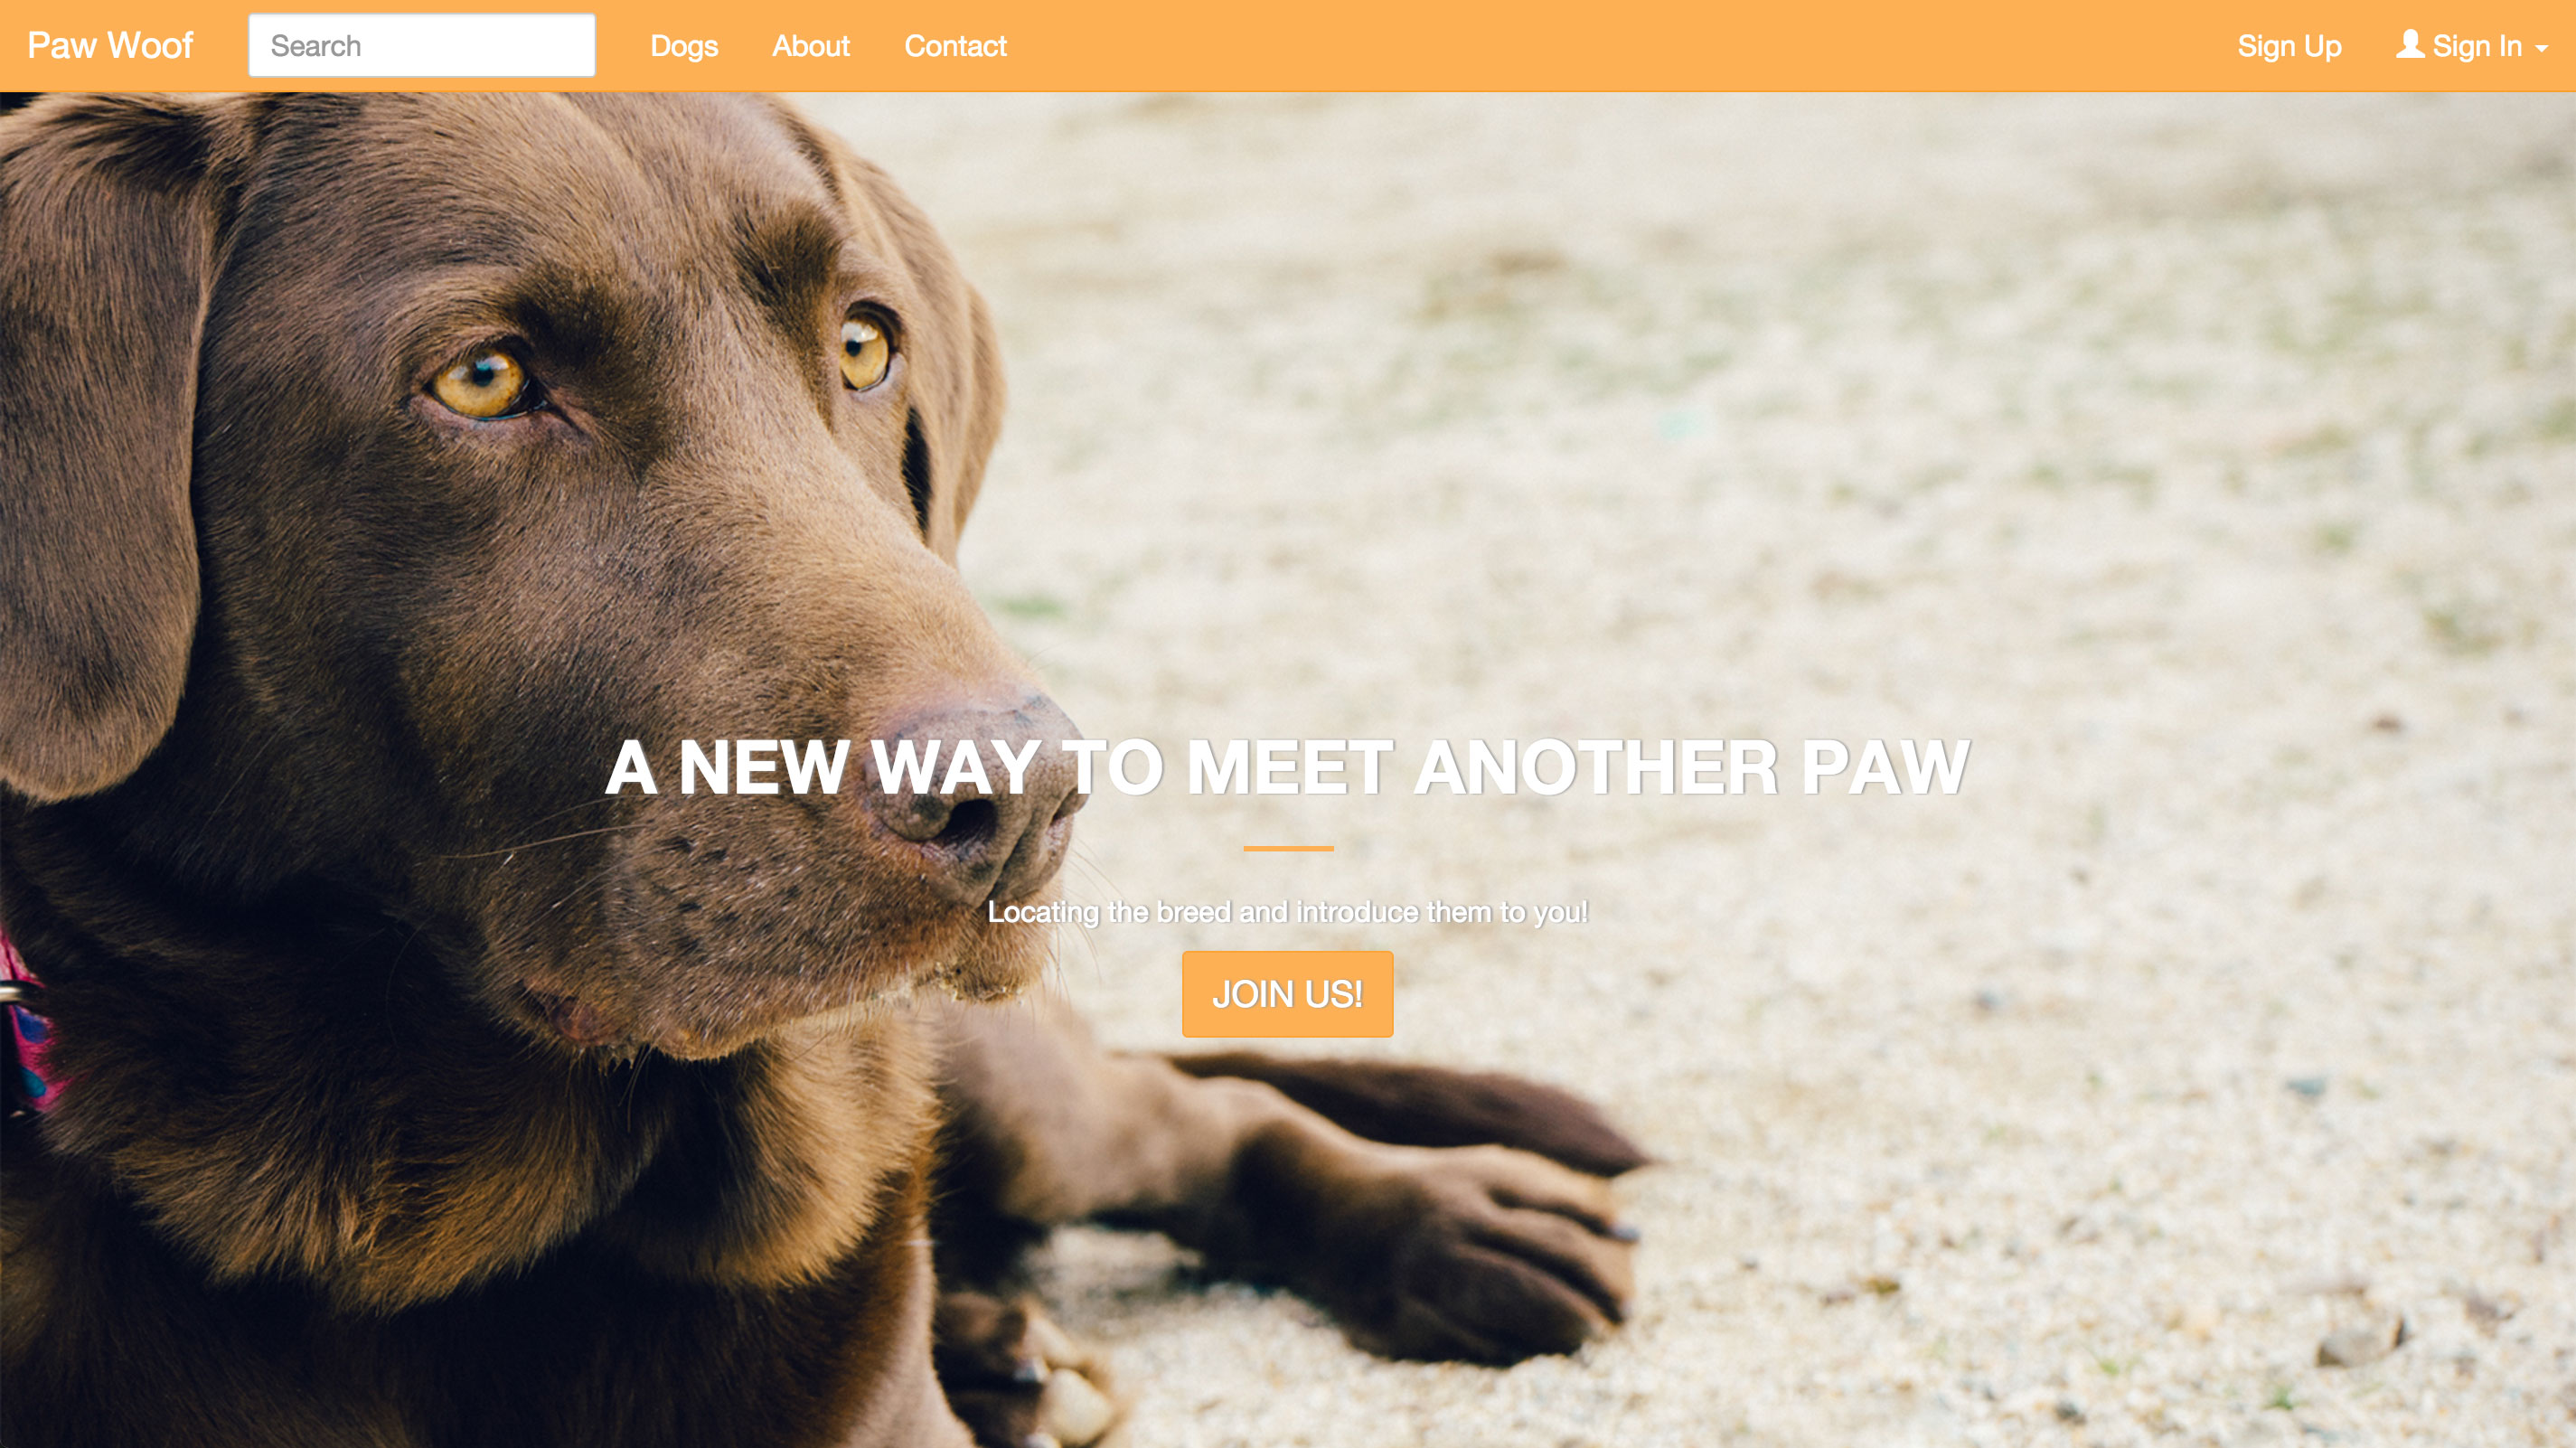 Paw Woof Search Dogs About Contact Sign Up Sign In
A NEW WAY TO MEET ANOTHER PAW
Locating the breed and introduce them to you!
JOIN US!